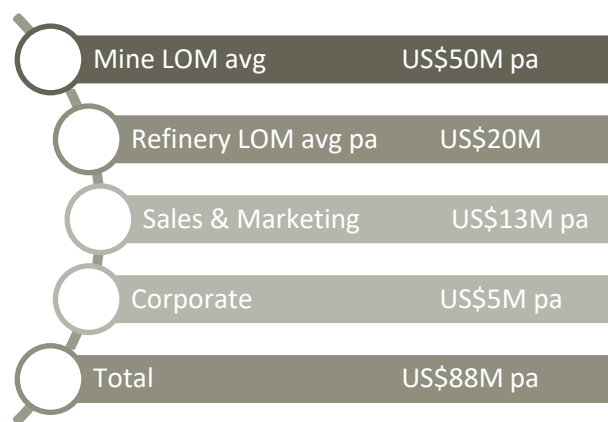 Mine LOM avg US$50M pa
Refinery LOM avg pa US$20M
Sales & Marketing US$13M pa
Corporate US$5M pa
Total US$88M pa